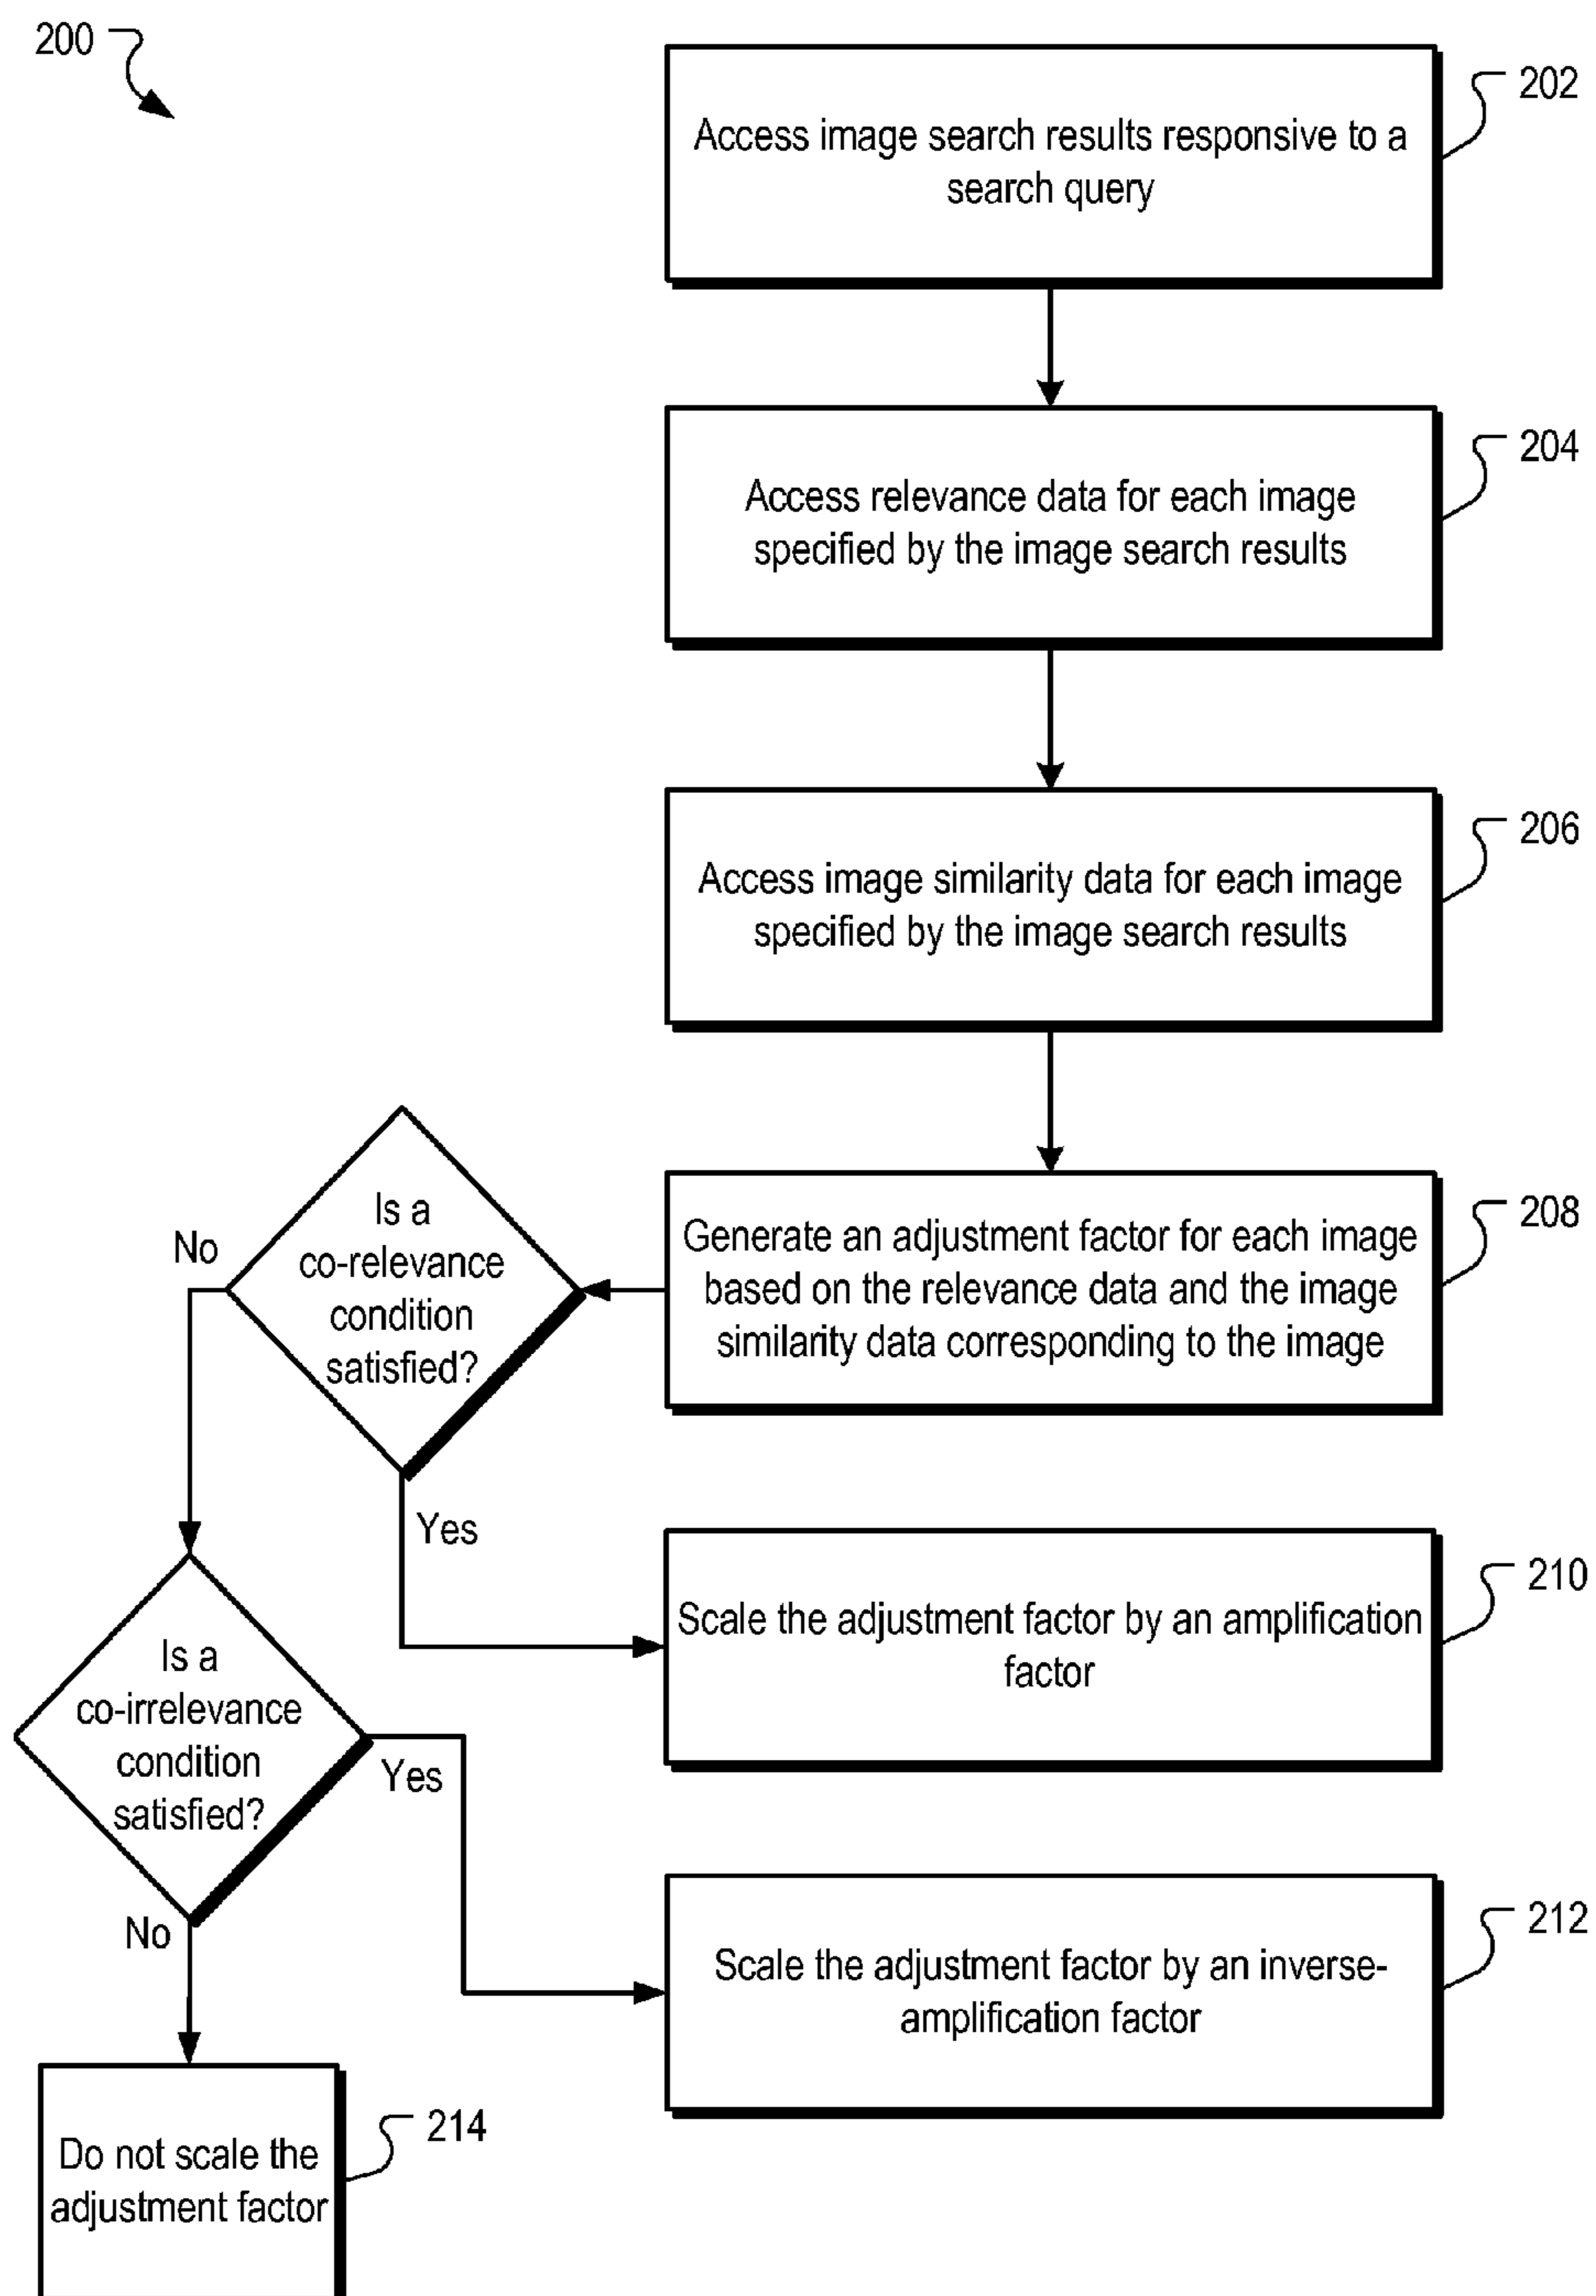 200
202
Access image search results responsive to a
search query
204
Access relevance data for each image
specified by the image search results
206
Access image similarity data for each image
specified by the image search results
208
Generate an adjustment factor for each image
based on the relevance data and the image
similarity data corresponding to the image
Is a
co-relevance
condition
satisfied?
No
Yes
210
Scale the adjustment factor by an amplification
factor
Is a
co-irrelevance
condition
satisfied?
Yes
No
212
Scale the adjustment factor by an inverse-
amplification factor
214
Do not scale the
adjustment factor